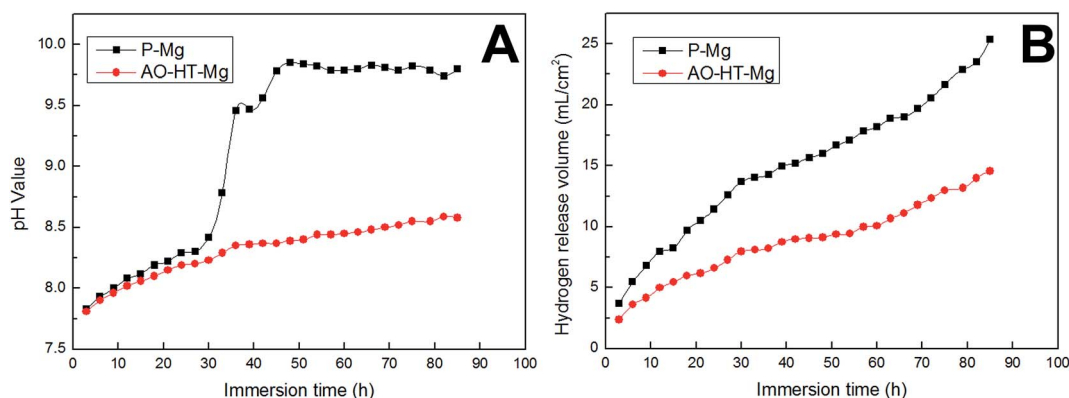 A
P-Mg
AO-HT-Mg
pH Value
10.0
9.5
9.0
8.5
8.0
7.5
0 10 20 30 40 50 60 70 80 90 100
Immersion time (h)
B
P-Mg
AO-HT-Mg
Hydrogen release volume (mL/cm²)
25
20
15
10
5
0
0 10 20 30 40 50 60 70 80 90 100
Immersion time (h)